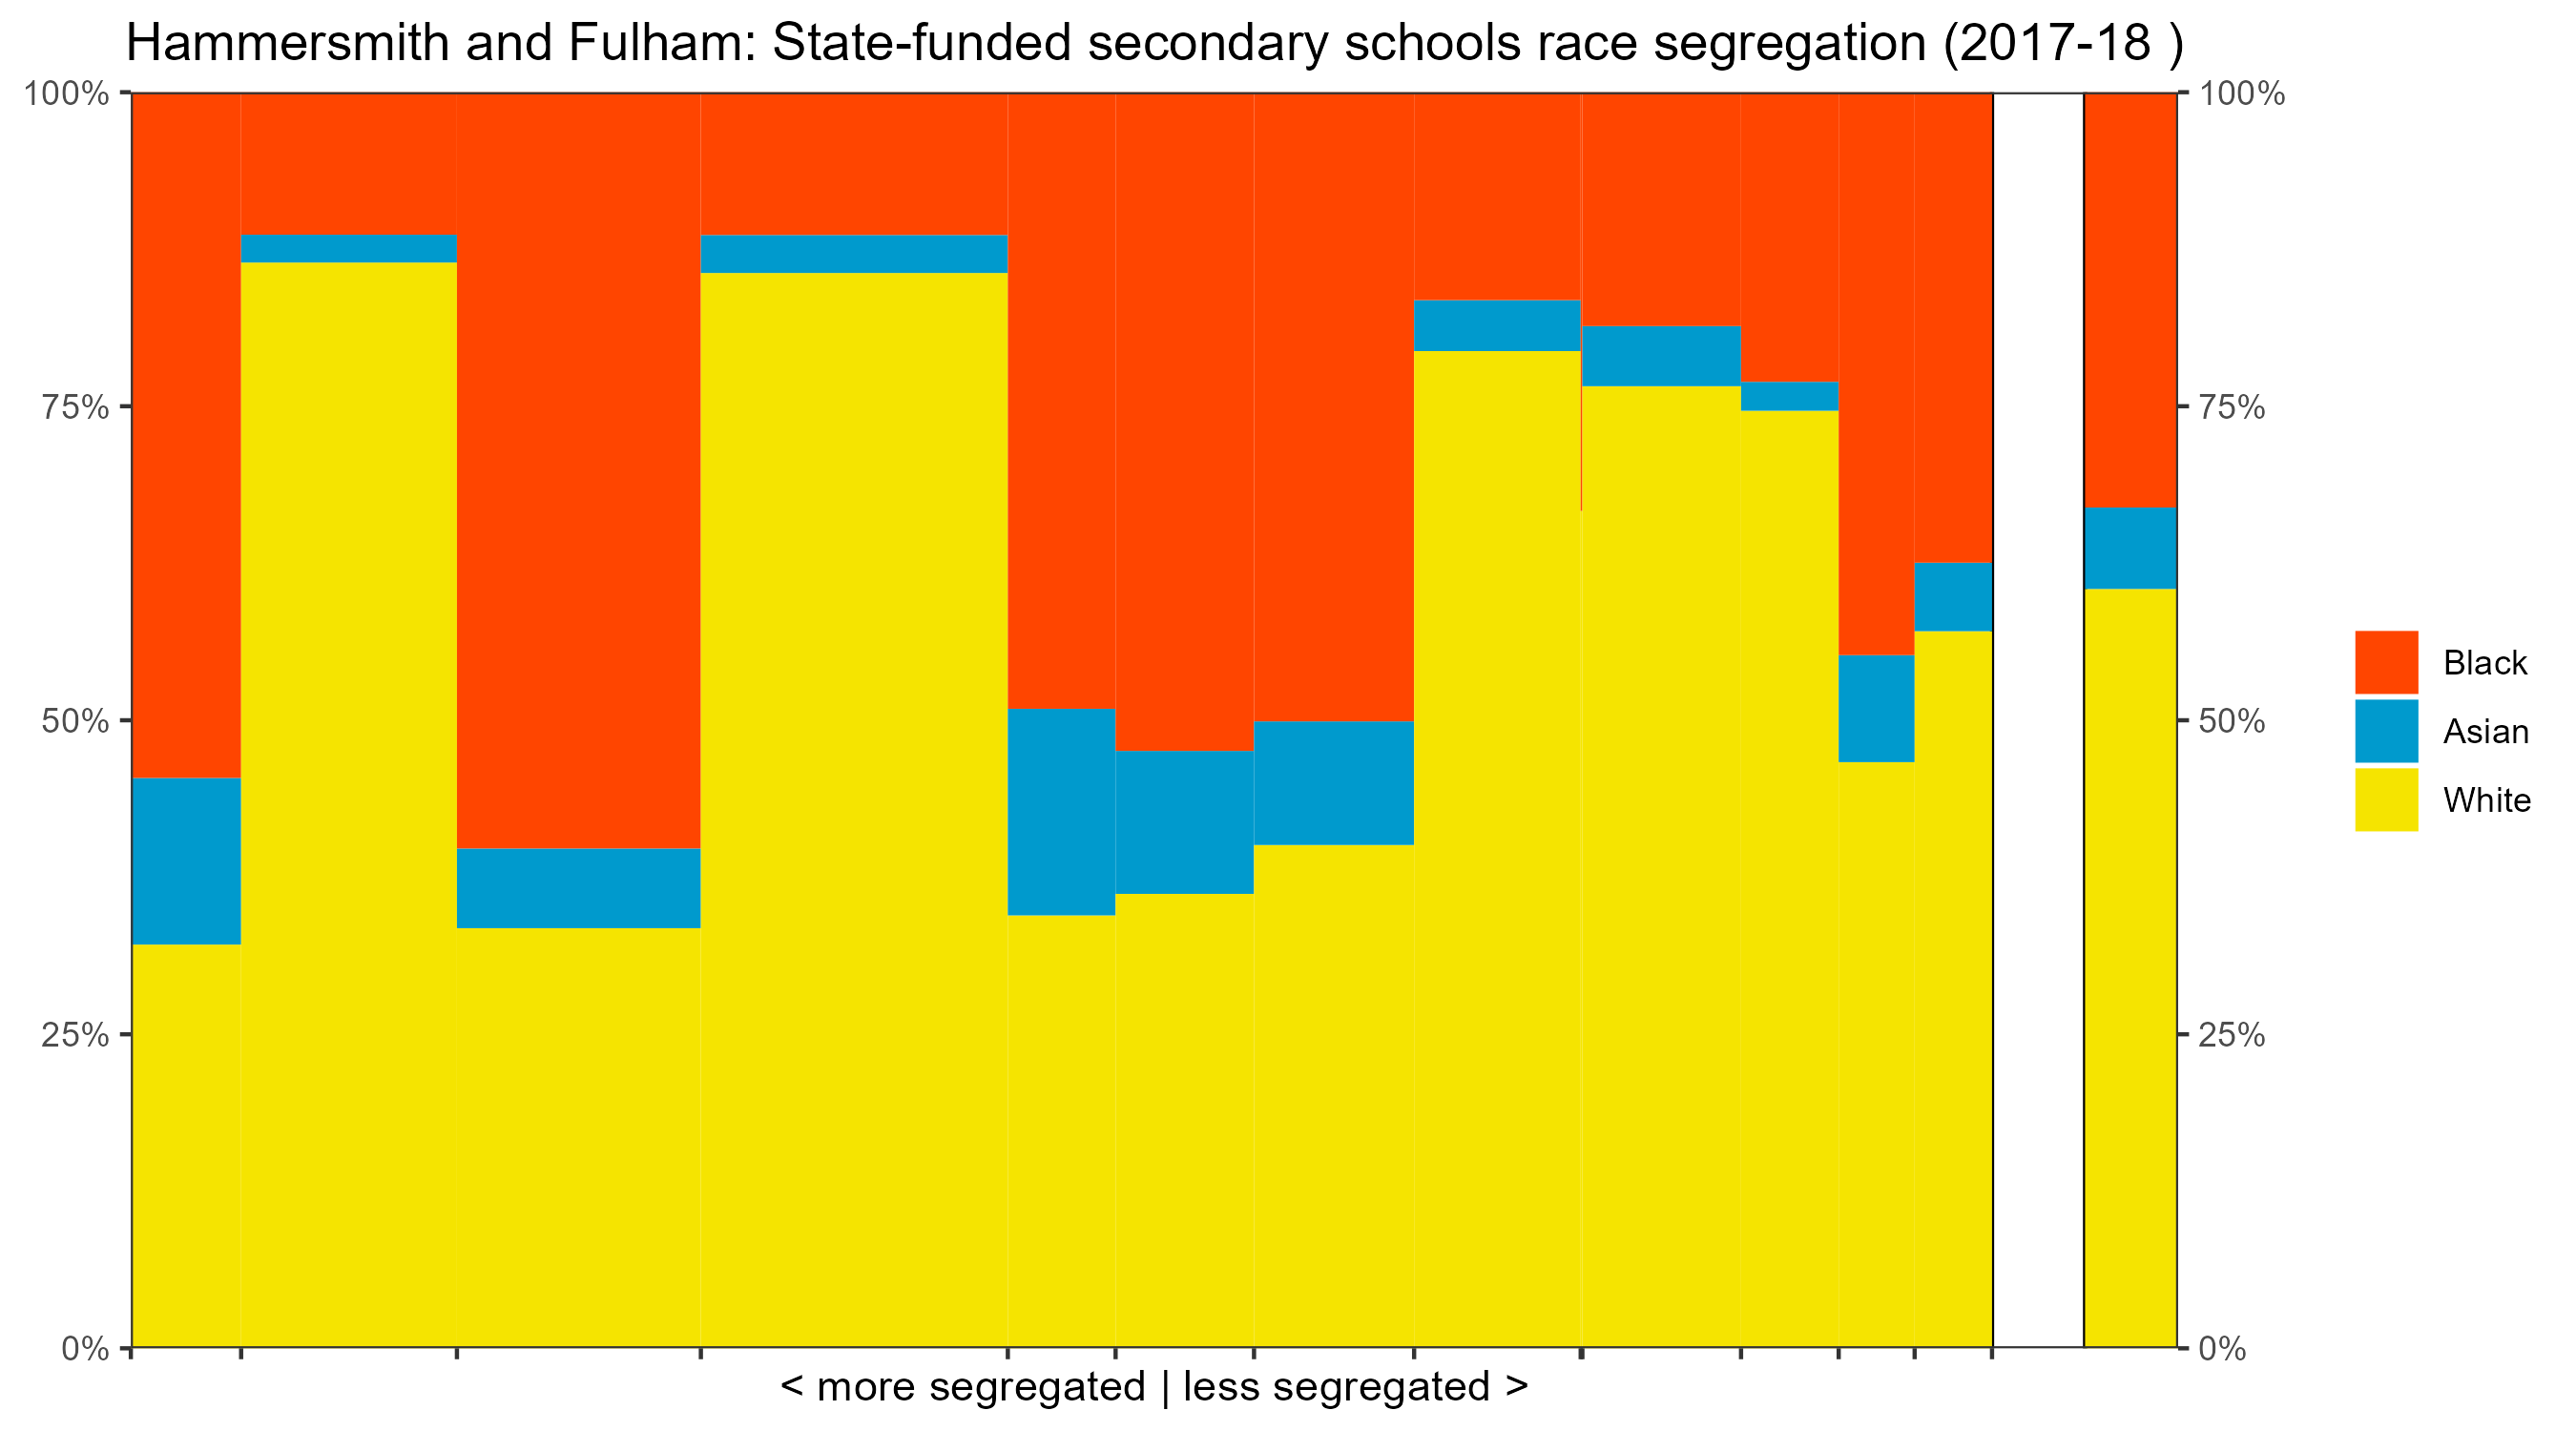 Hammersmith and Fulham: State-funded secondary schools race segregation (2017-18 )
100%
75%
50%
25%
0%
100%
75%
50%
25%
0%
Black
Asian
White
< more segregated | less segregated >